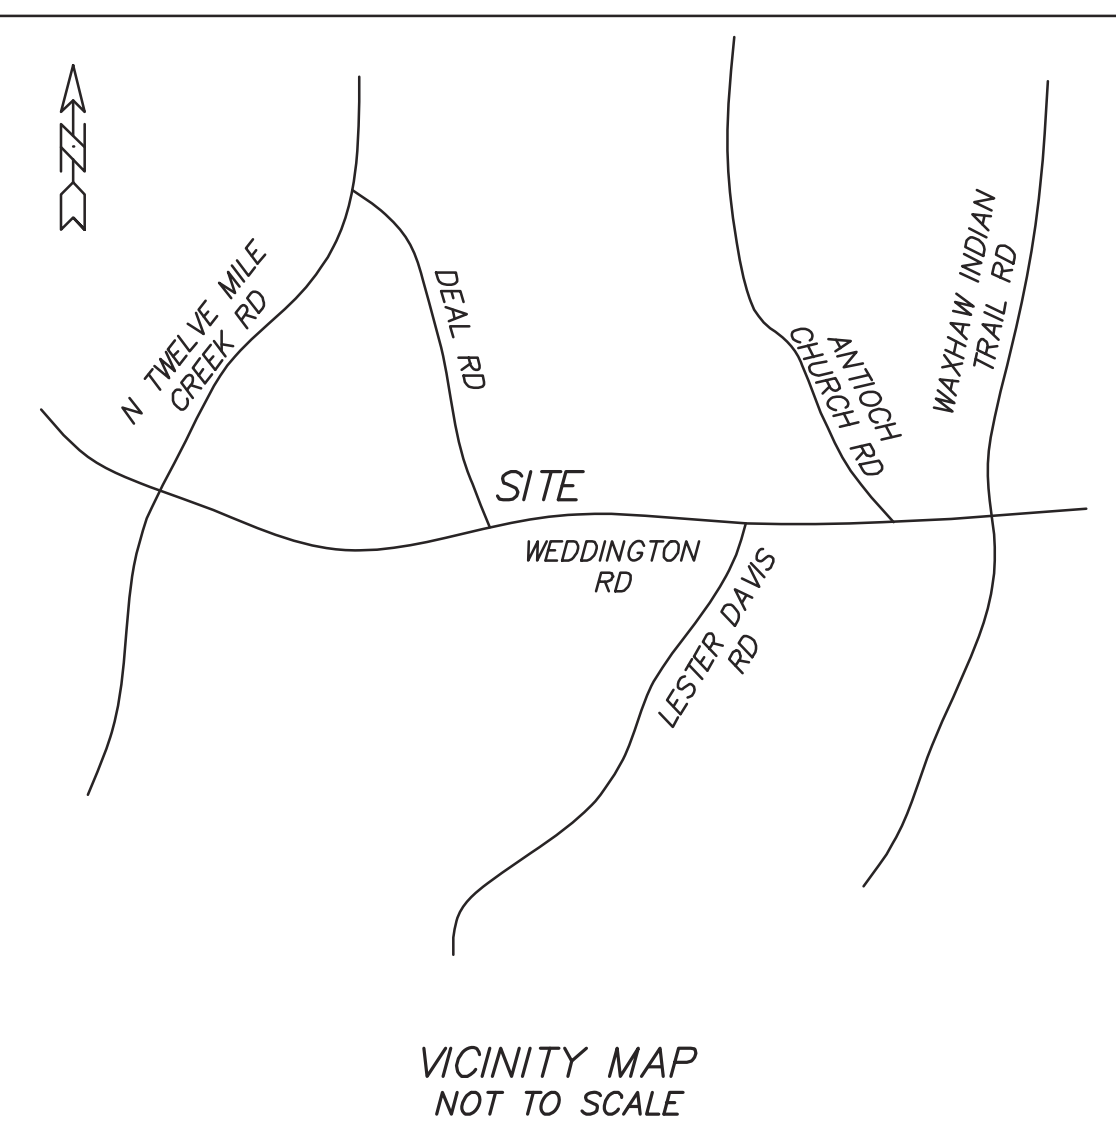 N
N TWELVE MILE
CREEK RD
DEAL RD
ANTIOCH
CHURCH RD
WAXHAW INDIAN
TRAIL RD
SITE
WEDDINGTON
RD
LESTER DAVIS
RD
VICINITY MAP
NOT TO SCALE